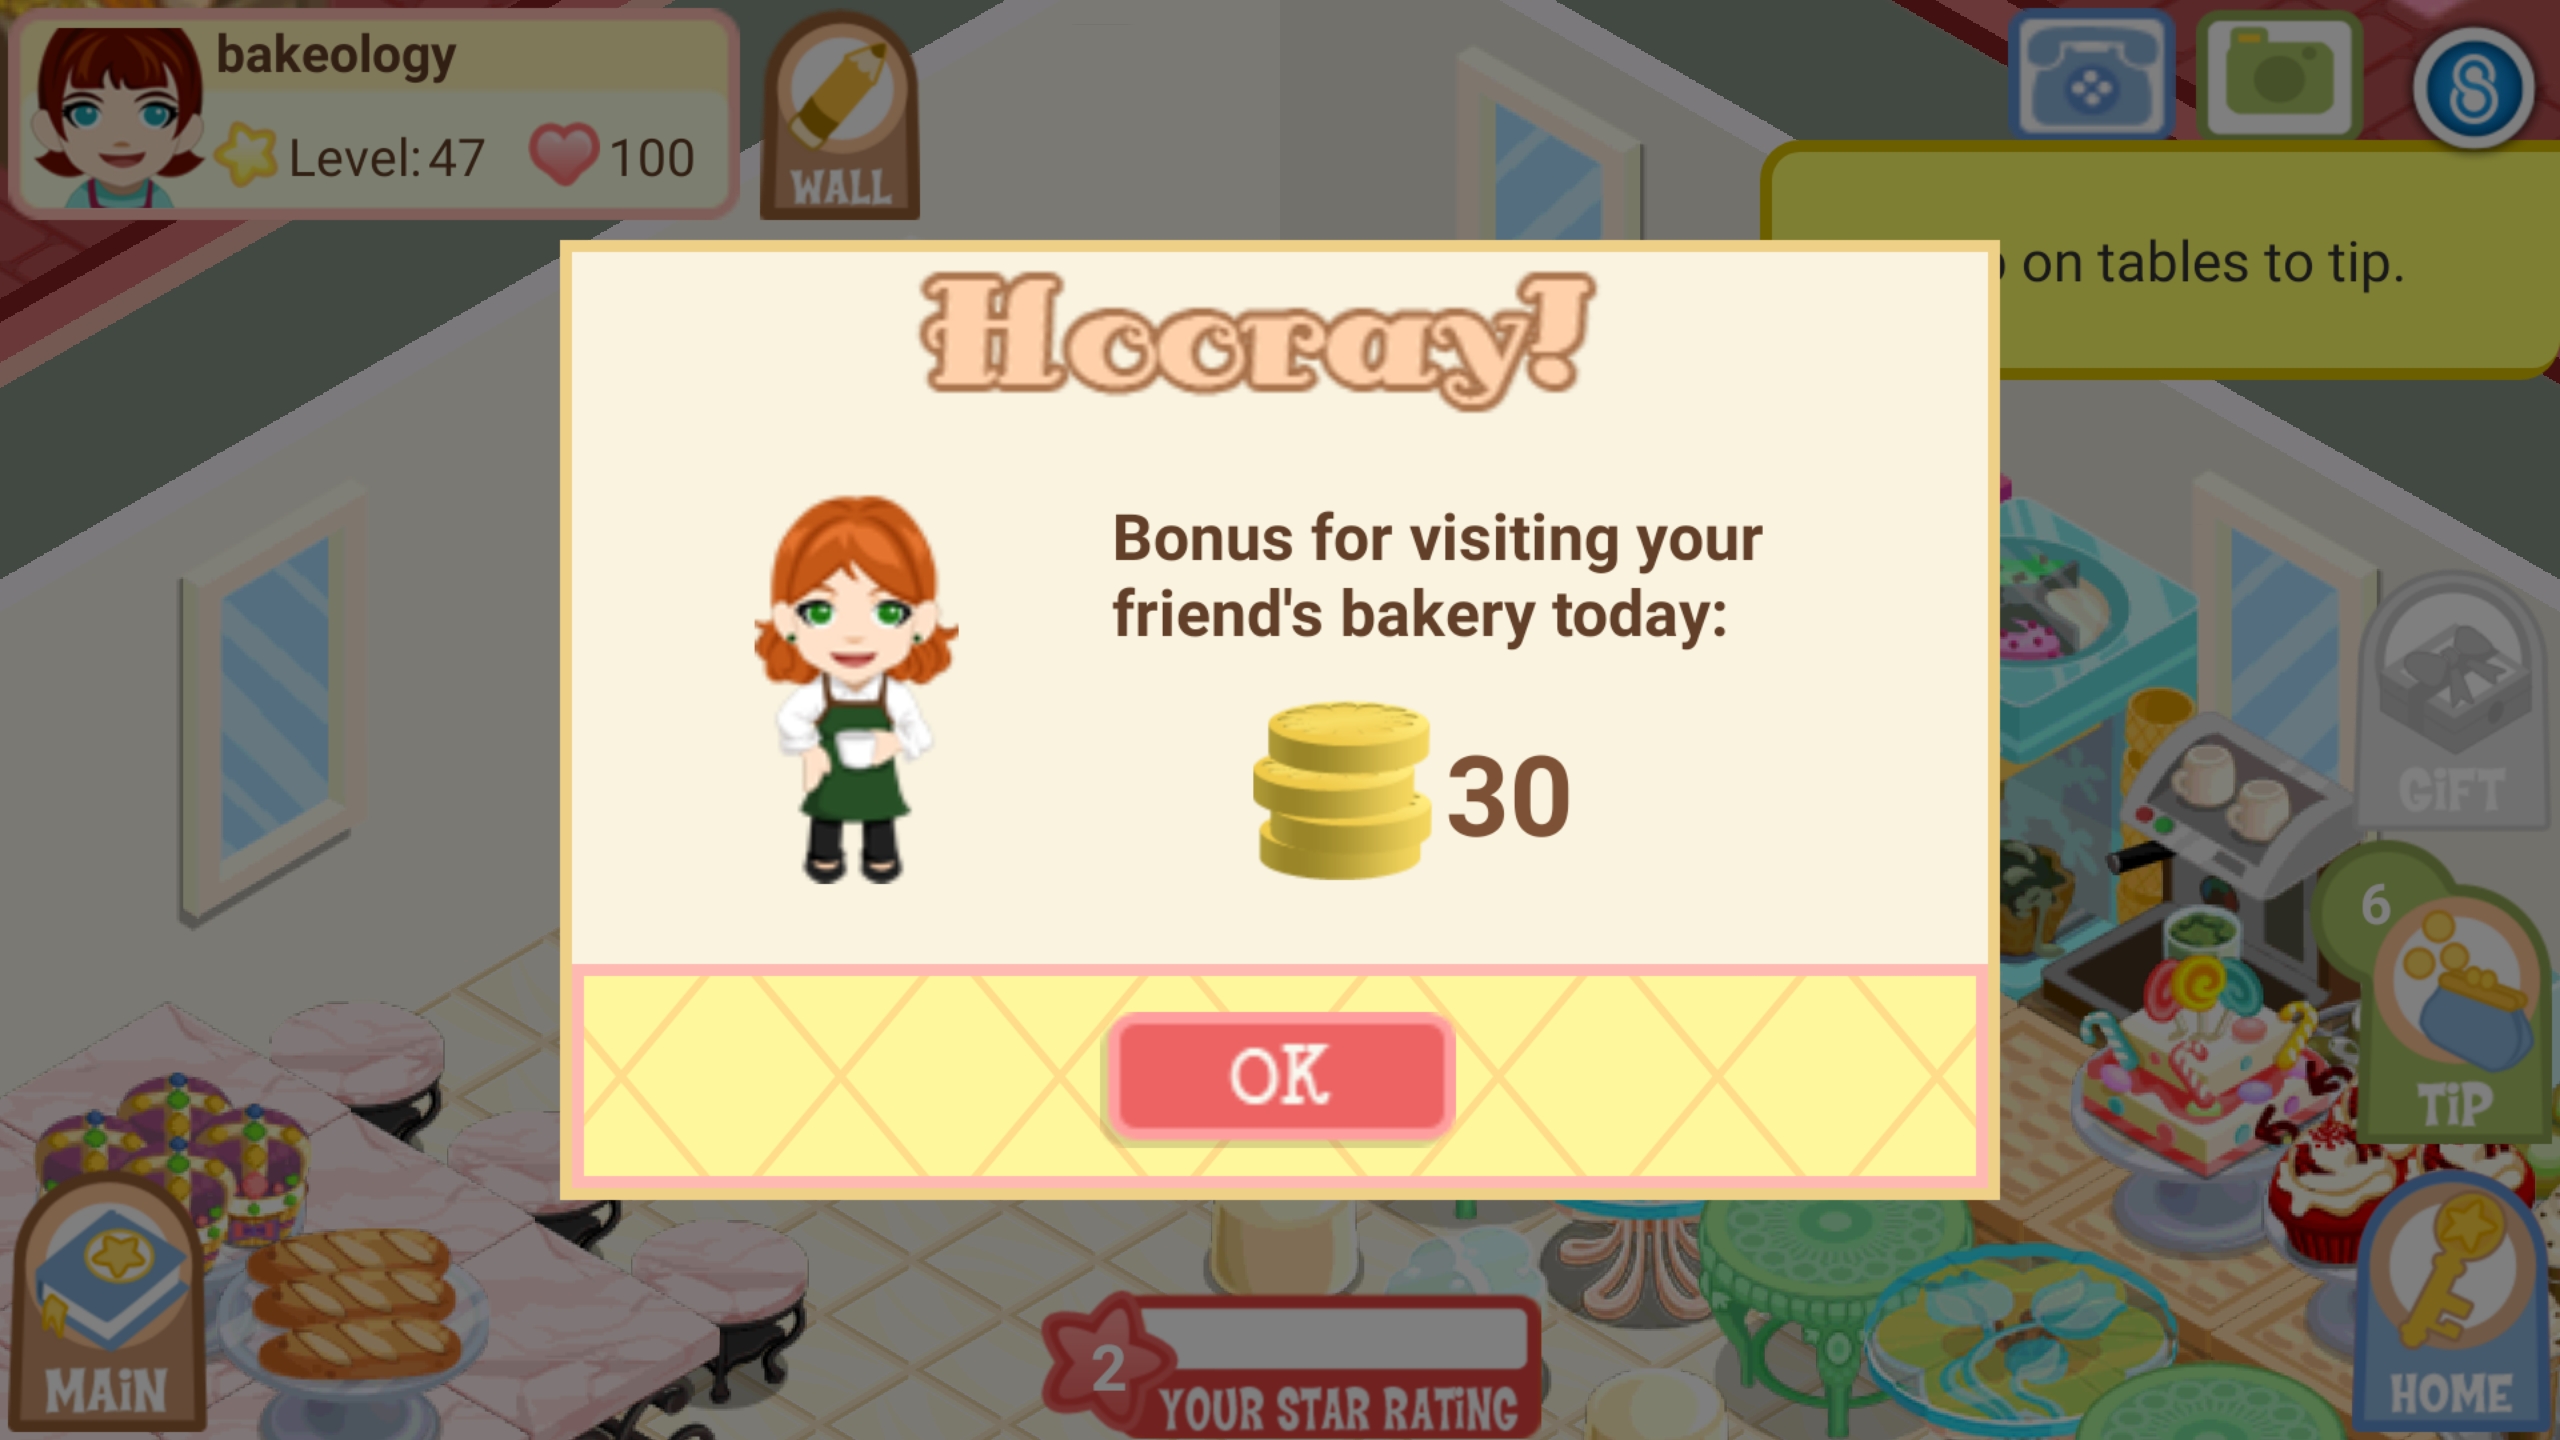 bakeology
Level: 47
100
WALL
on tables to tip.
Hooray!
Bonus for visiting your
friend's bakery today:
30
OK
GiFT
6
TiP
MAiN
2
YOUR STAR RATiNG
HOME